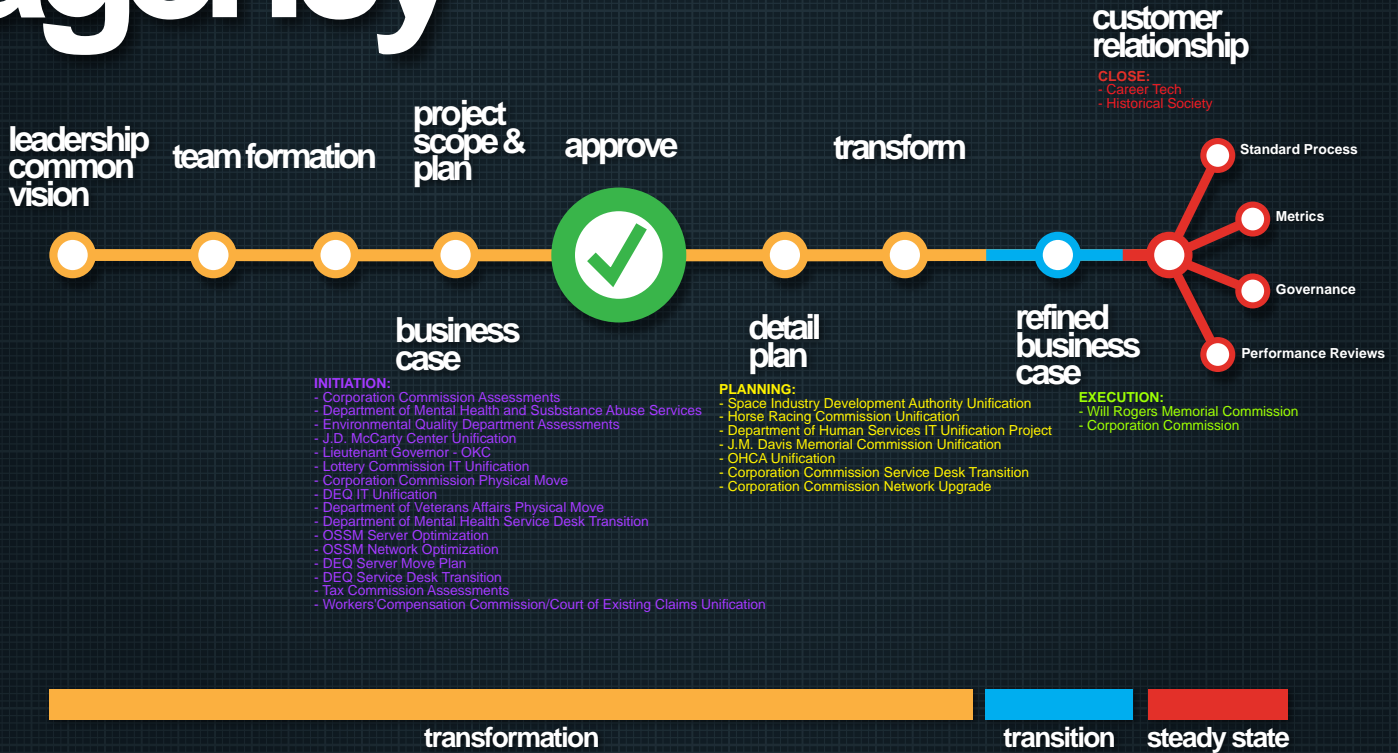 agency
customer
relationship
CLOSE:
- Career Tech
- Historical Society
leadership
common
vision
team formation
project
scope &
plan
approve
transform
Standard Process
Metrics
Governance
Performance Reviews
business
case
INITIATION:
- Corporation Commission Assessments
- Department of Mental Health and Susbstance Abuse Services
- Environmental Quality Department Assessments
- J.D. McCarty Center Unification
- Lieutenant Governor - OKC
- Lottery Commission IT Unification
- Corporation Commission Physical Move
- DEQ IT Unification
- Department of Veterans Affairs Physical Move
- Department of Mental Health Service Desk Transition
- OSSM Server Optimization
- OSSM Network Optimization
- DEQ Server Move Plan
- DEQ Service Desk Transition
- Tax Commission Assessments
- Workers'Compensation Commission/Court of Existing Claims Unification
detail
plan
PLANNING:
- Space Industry Development Authority Unification
- Horse Racing Commission Unification
- Department of Human Services IT Unification Project
- J.M. Davis Memorial Commission Unification
- OHCA Unification
- Corporation Commission Service Desk Transition
- Corporation Commission Network Upgrade
refined
business
case
EXECUTION:
- Will Rogers Memorial Commission
- Corporation Commission
transformation
transition
steady state